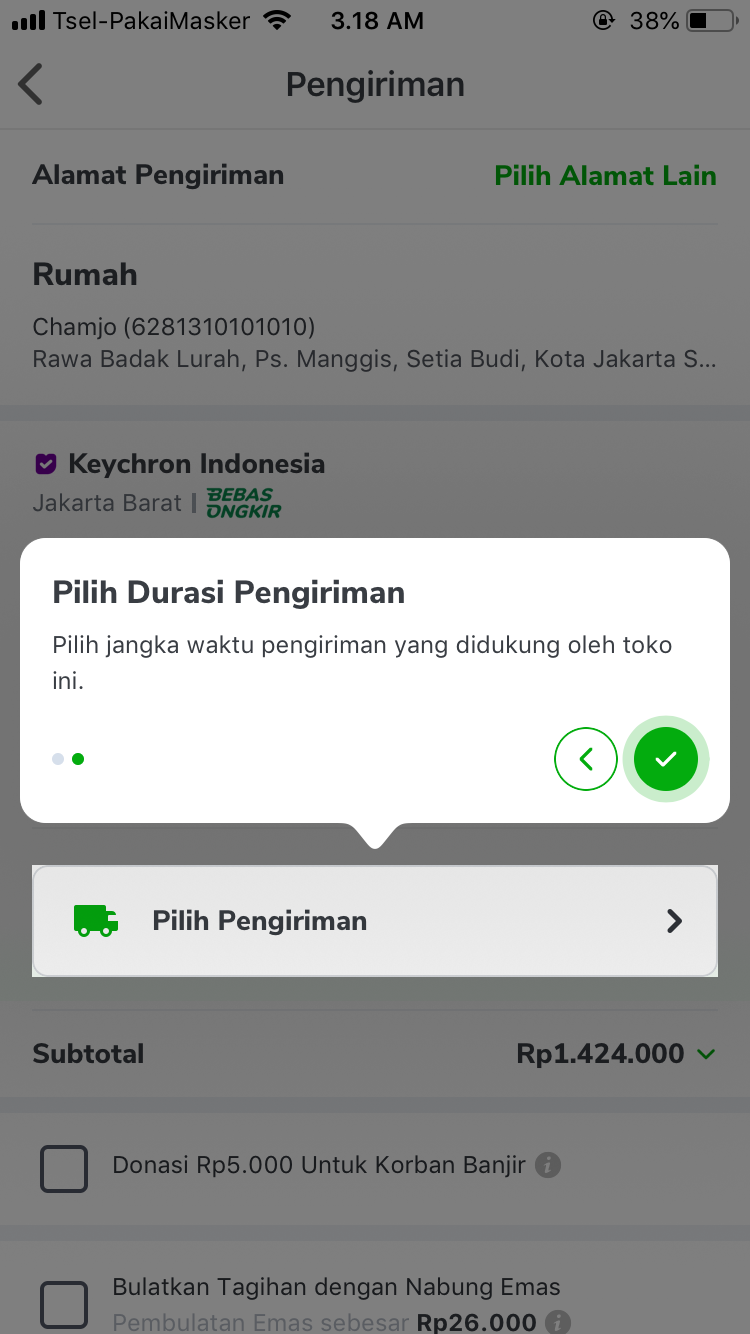 Tsel-PakaiMasker 3.18 AM 38%
Pengiriman
Alamat Pengiriman Pilih Alamat Lain
Rumah
Chamjo (6281310101010)
Rawa Badak Lurah, Ps. Manggis, Setia Budi, Kota Jakarta S...
Keychron Indonesia
Jakarta Barat | BEBAS ONGKIR
Pilih Durasi Pengiriman
Pilih jangka waktu pengiriman yang didukung oleh toko
ini.
Pilih Pengiriman
Subtotal Rp1.424.000
Donasi Rp5.000 Untuk Korban Banjir i
Bulatkan Tagihan dengan Nabung Emas
Pembulatan Emas sebesar Rp26.000 i